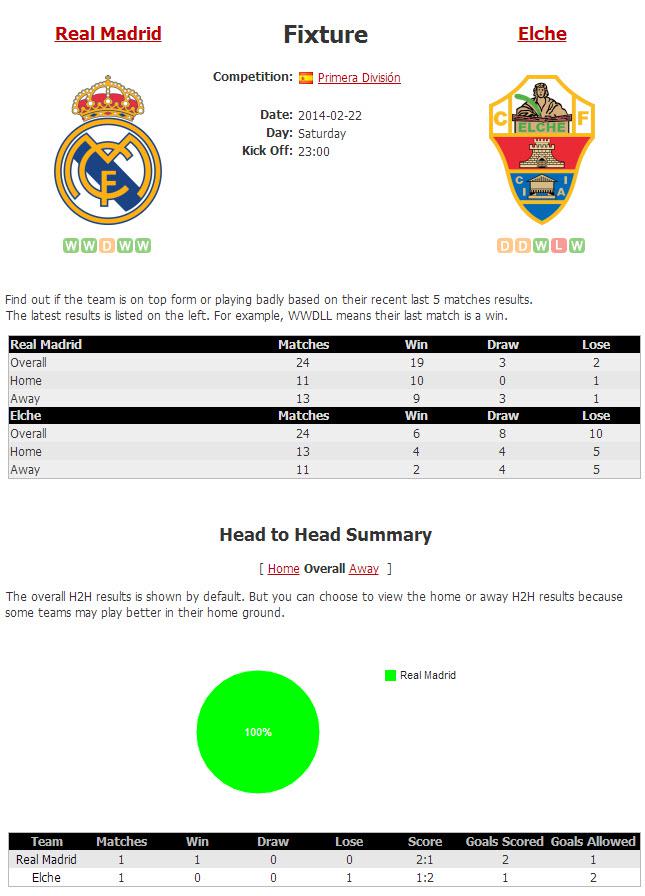 Real Madrid
Fixture
Elche
Competition: Primera División
Date: 2014-02-22
Day: Saturday
Kick Off: 23:00
C F
ELCHE
C I
I A
W W D W W
D D W L W
Find out if the team is on top form or playing badly based on their recent last 5 matches results.
The latest results is listed on the left. For example, WWDLL means their last match is a win.
Real Madrid Matches Win Draw Lose
Overall 24 19 3 2
Home 11 10 0 1
Away 13 9 3 1
Elche Matches Win Draw Lose
Overall 24 6 8 10
Home 13 4 4 5
Away 11 2 4 5
Head to Head Summary
[ Home Overall Away ]
The overall H2H results is shown by default. But you can choose to view the home or away H2H results because
some teams may play better in their home ground.
Real Madrid
100%
Team Matches Win Draw Lose Score Goals Scored Goals Allowed
Real Madrid 1 1 0 0 2:1 2 1
Elche 1 0 0 1 1:2 1 2